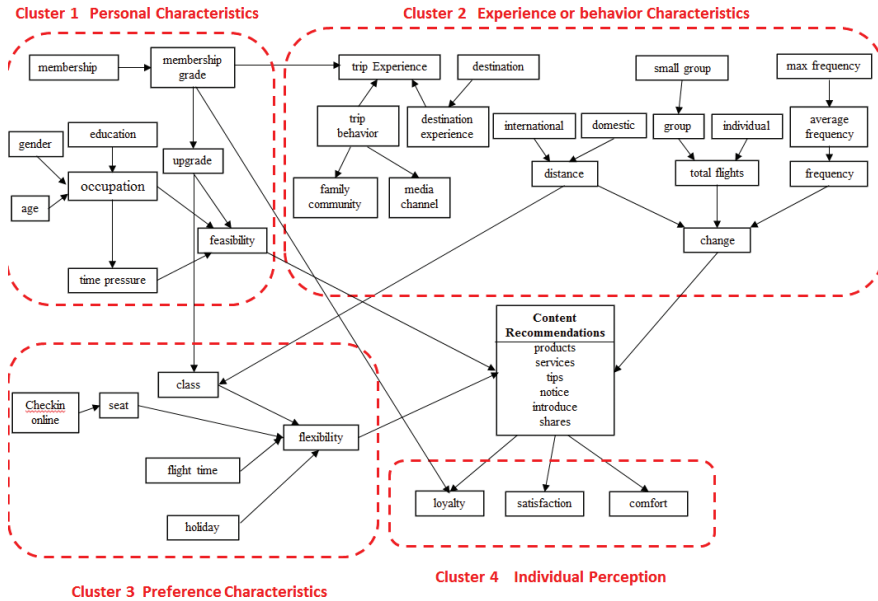 Cluster 1 Personal Characteristics
Cluster 2 Experience or behavior Characteristics
membership
membership
grade
trip Experience
destination
small group
max frequency
education
gender
trip
behavior
destination
experience
international
domestic
group
individual
average
frequency
upgrade
occupation
age
family
community
media
channel
distance
total flights
frequency
feasibility
change
time pressure
Content
Recommendations
products
services
tips
notice
introduce
shares
class
Checkin
online
seat
flexibility
flight time
holiday
loyalty
satisfaction
comfort
Cluster 3 Preference Characteristics
Cluster 4 Individual Perception